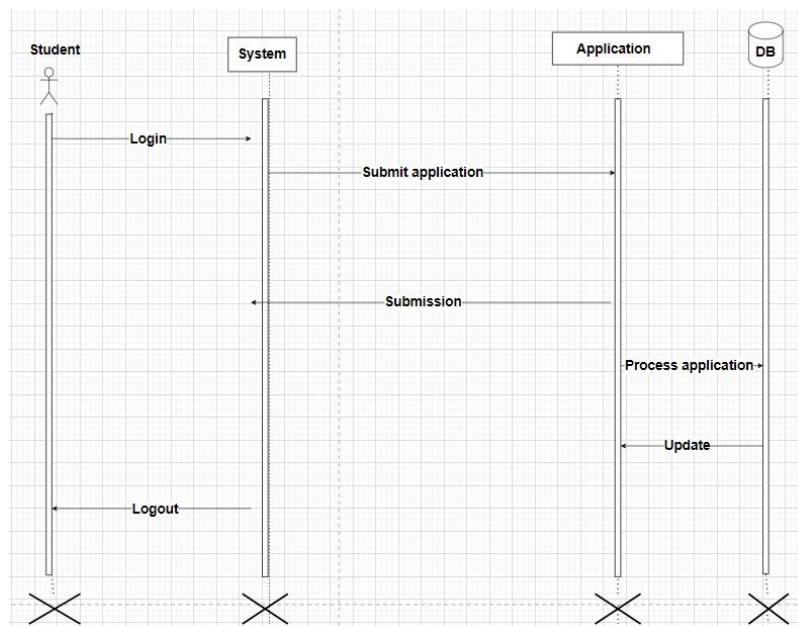 Student
System
Application
DB
Login
Submit application
Submission
Process application
Update
Logout